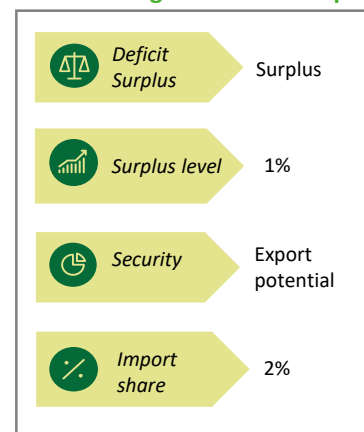 Deficit
Surplus
Surplus
Surplus level
1%
Security
Export
potential
Import
share
2%